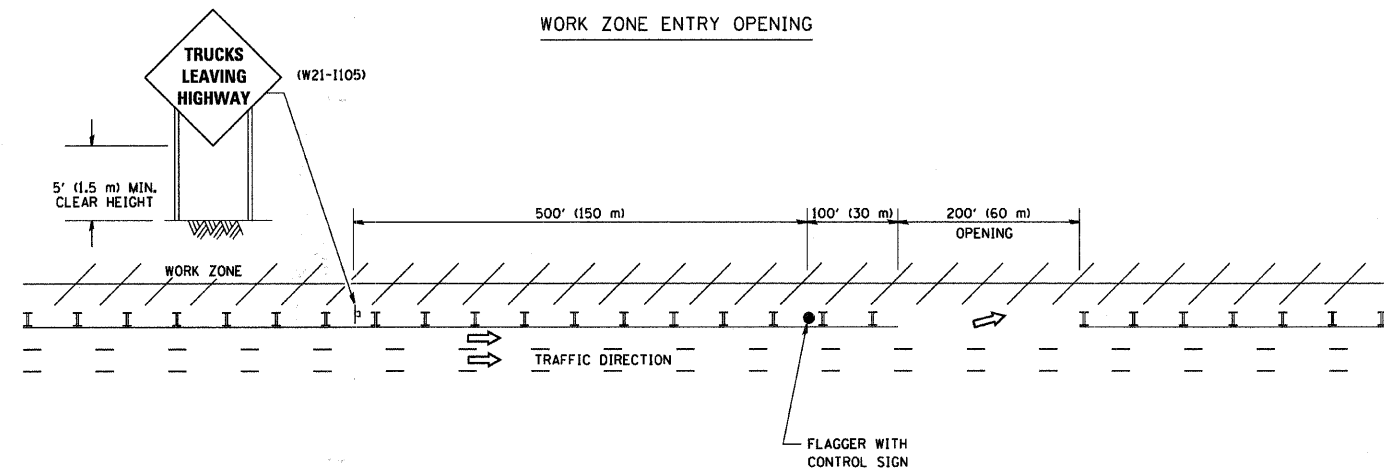 WORK ZONE ENTRY OPENING
TRUCKS
LEAVING
HIGHWAY
(W21-I105)
5' (1.5 m) MIN.
CLEAR HEIGHT
500' (150 m)
100' (30 m)
200' (60 m)
OPENING
WORK ZONE
TRAFFIC DIRECTION
FLAGGER WITH
CONTROL SIGN